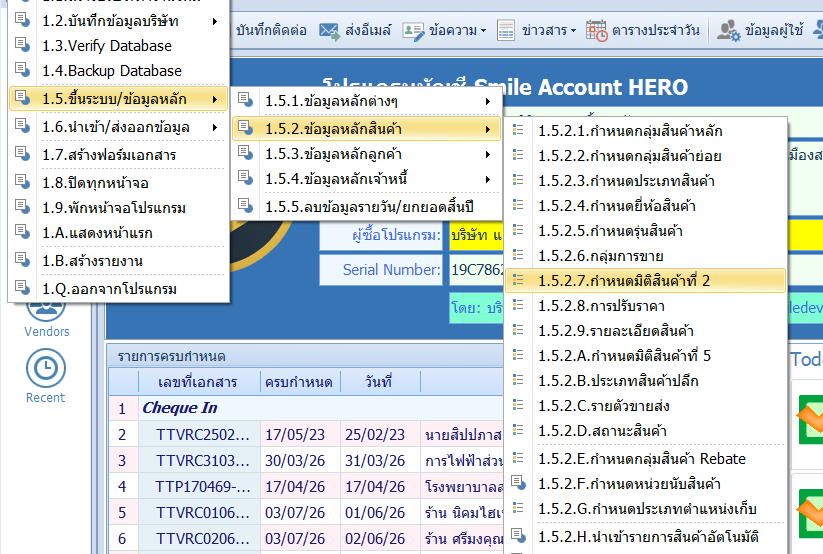 1.2.บันทึกข้อมูลบริษัท
บันทึกติดต่อ
ส่งอีเมล์
ข้อความ
ข่าวสาร
ตารางประจำวัน
ข้อมูลผู้ใช้
1.3.Verify Database
1.4.Backup Database
1.5.ขึ้นระบบ/ข้อมูลหลัก
1.6.นำเข้า/ส่งออกข้อมูล
1.7.สร้างฟอร์มเอกสาร
1.8.ปิดทุกหน้าจอ
1.9.พักหน้าจอโปรแกรม
1.A.แสดงหน้าแรก
1.B.สร้างรายงาน
1.Q.ออกจากโปรแกรม
โปรแกรมบัญชี Smile Account HERO
1.5.1.ข้อมูลหลักต่างๆ
1.5.2.ข้อมูลหลักสินค้า
1.5.3.ข้อมูลหลักลูกค้า
1.5.4.ข้อมูลหลักเจ้าหนี้
1.5.5.ลบข้อมูลรายวัน/ยกยอดสิ้นปี
1.5.2.1.กำหนดกลุ่มสินค้าหลัก
1.5.2.2.กำหนดกลุ่มสินค้าย่อย
1.5.2.3.กำหนดประเภทสินค้า
1.5.2.4.กำหนดยี่ห้อสินค้า
1.5.2.5.กำหนดรุ่นสินค้า
1.5.2.6.กลุ่มการขาย
1.5.2.7.กำหนดมิติสินค้าที่ 2
1.5.2.8.การปรับราคา
1.5.2.9.รายละเอียดสินค้า
1.5.2.A.กำหนดมิติสินค้าที่ 5
1.5.2.B.ประเภทสินค้าปลีก
1.5.2.C.รายตัวขายส่ง
1.5.2.D.สถานะสินค้า
1.5.2.E.กำหนดกลุ่มสินค้า Rebate
1.5.2.F.กำหนดหน่วยนับสินค้า
1.5.2.G.กำหนดประเภทตำแหน่งเก็บ
1.5.2.H.นำเข้ารายการสินค้าอัตโนมัติ
ผู้ซื้อโปรแกรม: บริษัท แ
Serial Number: 19C7862
โดย: บริ
iledev
Vendors
Recent
Tod
รายการครบกำหนด
เลขที่เอกสาร ครบกำหนด วันที่
1 Cheque In
2 TTVRC2502... 17/05/23 25/02/23 นายสิปปภาส
3 TTVRC3103... 30/03/26 31/03/26 การไฟฟ้าส่วน
4 TTP170469-... 17/04/26 17/04/26 โรงพยาบาลส
5 TTVRC0106... 03/07/26 01/06/26 ร้าน นิคมไฮเ
6 TTVRC0206... 03/07/26 02/06/26 ร้าน ศรีมงคุณ